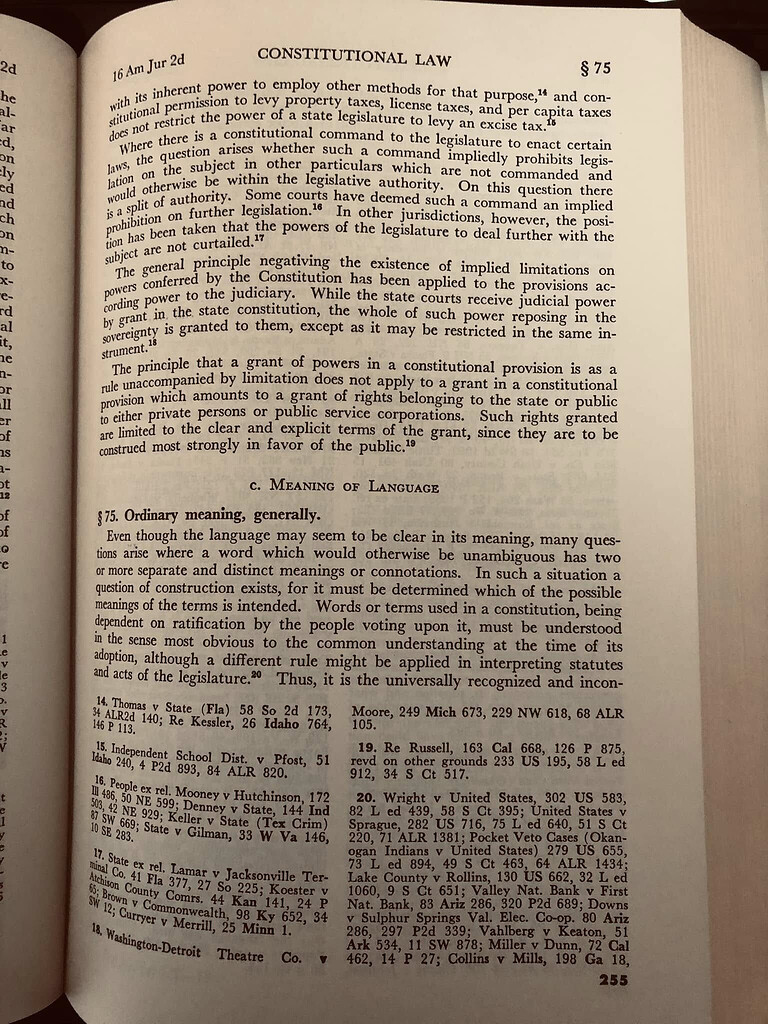 16 Am Jur 2d CONSTITUTIONAL LAW § 75
with its inherent power to employ other methods for that purpose,14 and con-
stitutional permission to levy property taxes, license taxes, and per capita taxes
does not restrict the power of a state legislature to levy an excise tax.15
Where there is a constitutional command to the legislature to enact certain
laws, the question arises whether such a command impliedly prohibits legis-
lation on the subject in other particulars which are not commanded and
would otherwise be within the legislative authority. On this question there
is a split of authority. Some courts have deemed such a command an implied
prohibition on further legislation.16 In other jurisdictions, however, the posi-
tion has been taken that the powers of the legislature to deal further with the
subject are not curtailed.17
The general principle negativing the existence of implied limitations on
powers conferred by the Constitution has been applied to the provisions ac-
cording power to the judiciary. While the state courts receive judicial power
by grant in the state constitution, the whole of such power reposing in the
sovereignty is granted to them, except as it may be restricted in the same in-
strument.18
The principle that a grant of powers in a constitutional provision is as a
rule unaccompanied by limitation does not apply to a grant in a constitutional
provision which amounts to a grant of rights belonging to the state or public
to either private persons or public service corporations. Such rights granted
are limited to the clear and explicit terms of the grant, since they are to be
construed most strongly in favor of the public.19
c. MEANING OF LANGUAGE
§ 75. Ordinary meaning, generally.
Even though the language may seem to be clear in its meaning, many ques-
tions arise where a word which would otherwise be unambiguous has two
or more separate and distinct meanings or connotations. In such a situation a
question of construction exists, for it must be determined which of the possible
meanings of the terms is intended. Words or terms used in a constitution, being
dependent on ratification by the people voting upon it, must be understood
in the sense most obvious to the common understanding at the time of its
adoption, although a different rule might be applied in interpreting statutes
and acts of the legislature.20 Thus, it is the universally recognized and incon-
14. Thomas v State (Fla) 58 So 2d 173,
34 ALR2d 140; Re Kessler, 26 Idaho 764,
146 P 113.
15. Independent School Dist. v Pfost, 51
Idaho 240, 4 P2d 893, 84 ALR 820.
16. People ex rel. Mooney v Hutchinson, 172
Ill 486, 50 NE 599; Denney v State, 144 Ind
503, 42 NE 929; Keller v State (Tex Crim)
87 SW 669; State v Gilman, 33 W Va 146,
10 SE 283.
17. State ex rel. Lamar v Jacksonville Ter-
minal Co. 41 Fla 377, 27 So 225; Koester v
Atchison County Comrs. 44 Kan 141, 24 P
65; Brown v Commonwealth, 98 Ky 652, 34
SW 12; Curryer v Merrill, 25 Minn 1.
18. Washington-Detroit Theatre Co. v
Moore, 249 Mich 673, 229 NW 618, 68 ALR
105.
19. Re Russell, 163 Cal 668, 126 P 875,
revd on other grounds 233 US 195, 58 L ed
912, 34 S Ct 517.
20. Wright v United States, 302 US 583,
82 L ed 439, 58 S Ct 395; United States v
Sprague, 282 US 716, 75 L ed 640, 51 S Ct
220, 71 ALR 1381; Pocket Veto Cases (Okan-
ogan Indians v United States) 279 US 655,
73 L ed 894, 49 S Ct 463, 64 ALR 1434;
Lake County v Rollins, 130 US 662, 32 L ed
1060, 9 S Ct 651; Valley Nat. Bank v First
Nat. Bank, 83 Ariz 286, 320 P2d 689; Downs
v Sulphur Springs Val. Elec. Co-op. 80 Ariz
286, 297 P2d 339; Vahlberg v Keaton, 51
Ark 534, 11 SW 878; Miller v Dunn, 72 Cal
462, 14 P 27; Collins v Mills, 198 Ga 18,
255